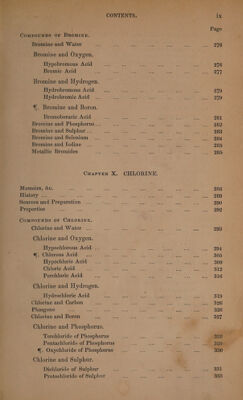 CONTENTS. ix
Page
COMPOUNDS OF BROMINE.
Bromine and Water 276
Bromine and Oxygen.
Hypobromous Acid 276
Bromic Acid 277
Bromine and Hydrogen.
Hydrobromous Acid 279
Hydrobromic Acid 279
¶. Bromine and Boron.
Bromoboracic Acid 281
Bromine and Phosphorus 282
Bromine and Sulphur 283
Bromine and Selenium 284
Bromine and Iodine 285
Metallic Bromides 285
CHAPTER X. CHLORINE.
Memoirs, &c. 286
History 288
Sources and Preparation 290
Properties 292
COMPOUNDS OF CHLORINE.
Chlorine and Water 293
Chlorine and Oxygen.
Hypochlorous Acid 294
¶. Chlorous Acid 305
Hypochloric Acid 309
Chloric Acid 312
Perchloric Acid 316
Chlorine and Hydrogen.
Hydrochloric Acid 319
Chlorine and Carbon 326
Phosgene 326
Chlorine and Boron 327
Chlorine and Phosphorus.
Terchloride of Phosphorus 328
Pentachloride of Phosphorus 329
¶. Oxychloride of Phosphorus 330
Chlorine and Sulphur.
Dichloride of Sulphur 331
Protochloride of Sulphur 333